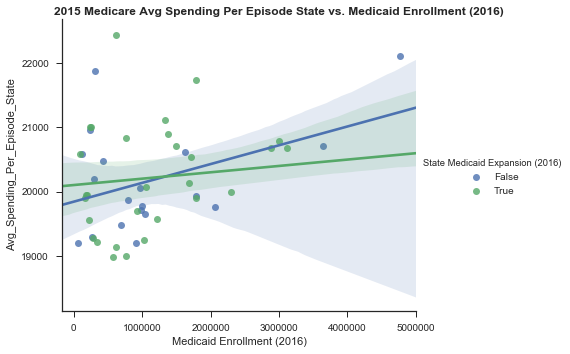 2015 Medicare Avg Spending Per Episode State vs. Medicaid Enrollment (2016)
22000
21000
20000
19000
Avg_Spending_Per_Episode_State
0
1000000
2000000
3000000
4000000
5000000
Medicaid Enrollment (2016)
State Medicaid Expansion (2016)
False
True